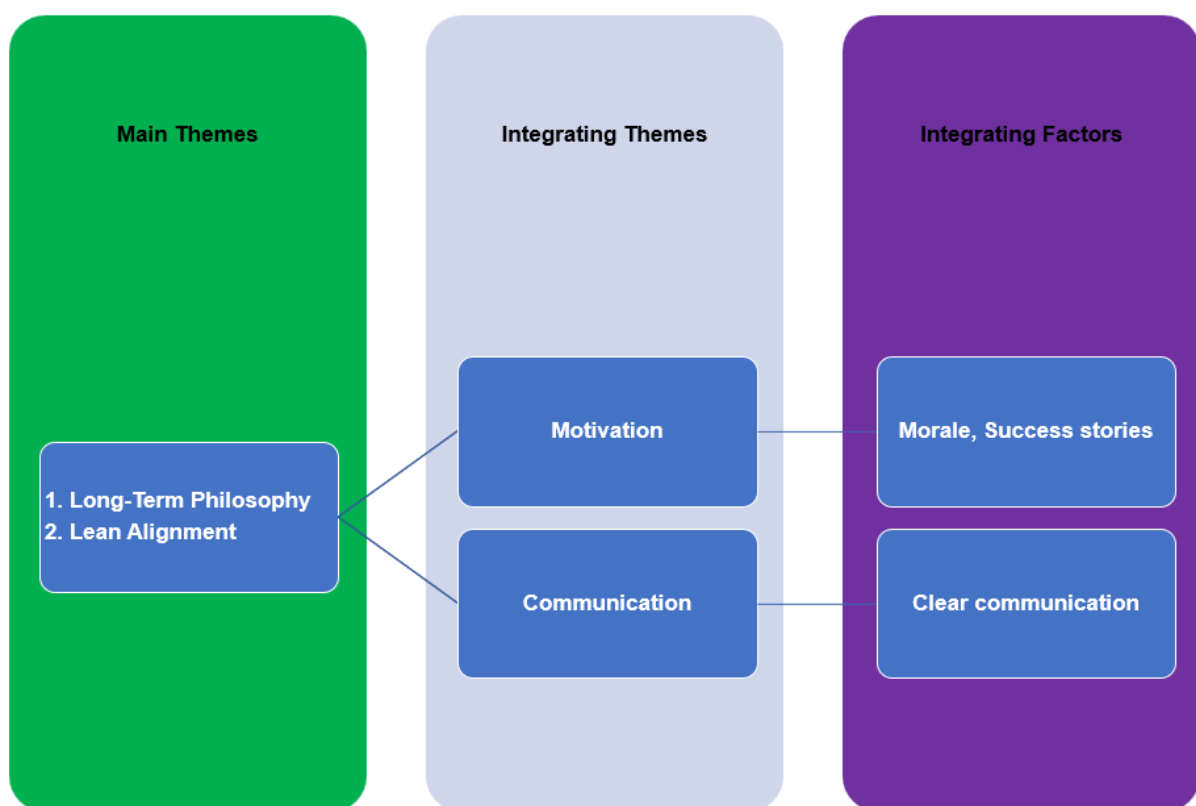 Main Themes
Integrating Themes
Integrating Factors
1. Long-Term Philosophy
2. Lean Alignment
Motivation
Morale, Success stories
Communication
Clear communication